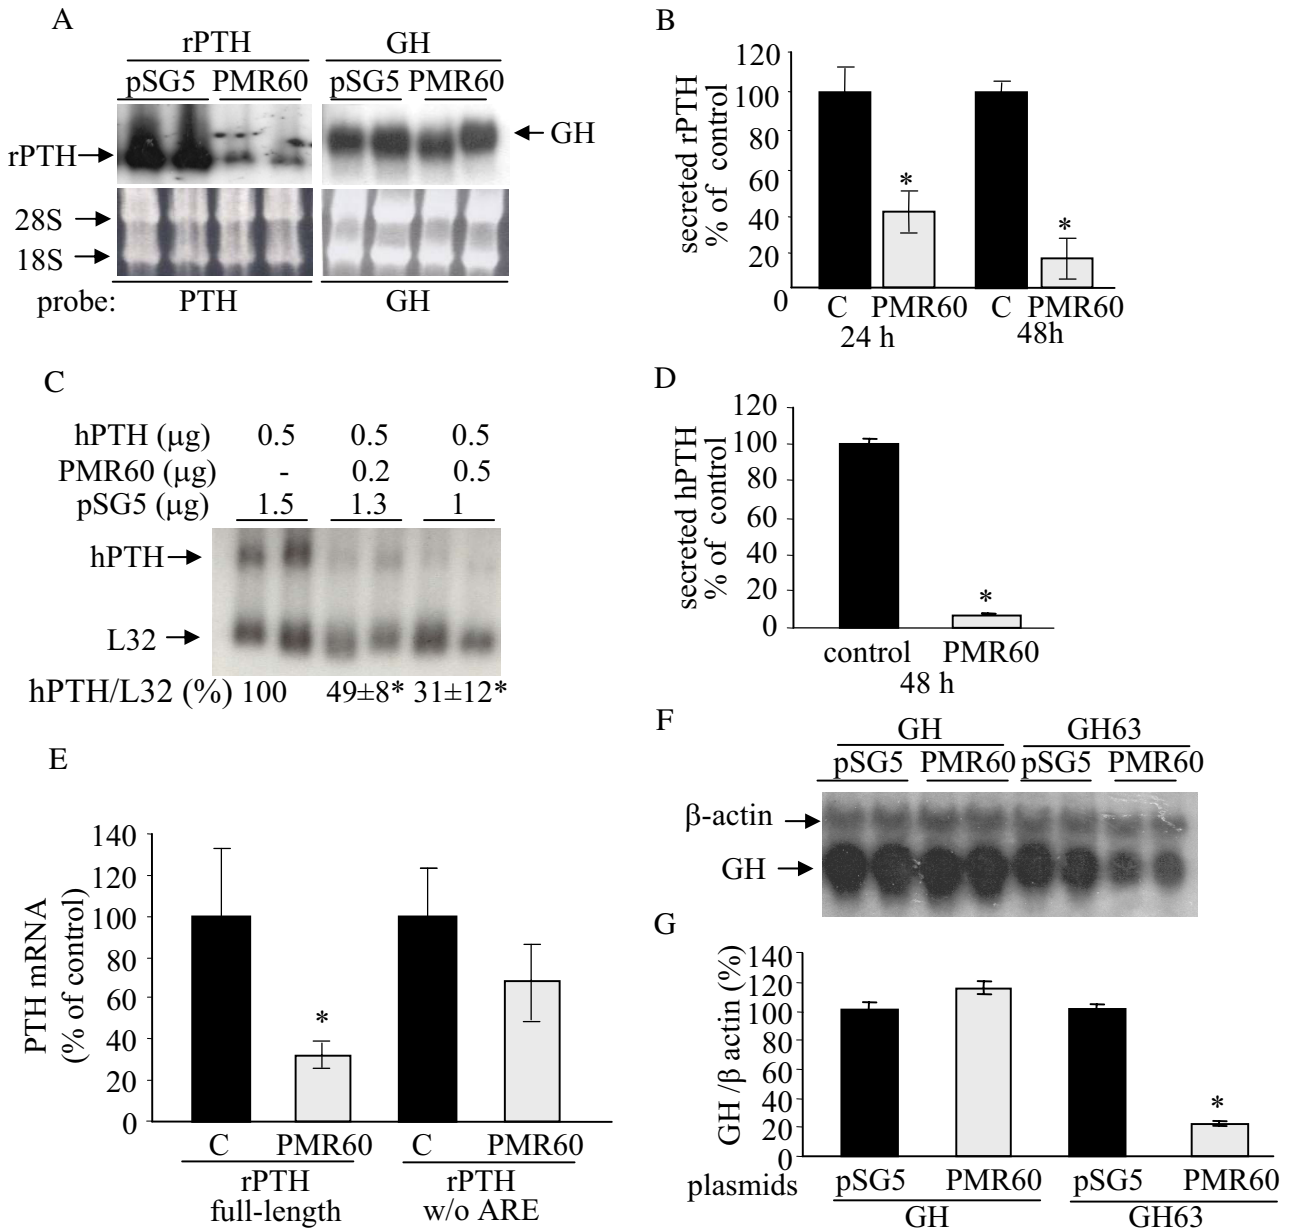 A
rPTH GH
pSG5 PMR60 pSG5 PMR60
rPTH
GH
28S
18S
probe: PTH GH
B
secreted rPTH
% of control
120
100
80
60
40
20
0
*
*
C PMR60 C PMR60
24 h 48h
C
hPTH (µg) 0.5 0.5 0.5
PMR60 (µg) - 0.2 0.5
pSG5 (µg) 1.5 1.3 1
hPTH
L32
hPTH/L32 (%) 100 49±8* 31±12*
D
secreted hPTH
% of control
120
100
80
60
40
20
0
*
control PMR60
48 h
E
PTH mRNA
(% of control)
140
120
100
80
60
40
20
0
*
C PMR60 C PMR60
rPTH rPTH
full-length w/o ARE
F
GH GH63
pSG5 PMR60 pSG5 PMR60
β-actin
GH
G
GH /β actin (%)
140
120
100
80
60
40
20
0
*
plasmids pSG5 PMR60 pSG5 PMR60
GH GH63